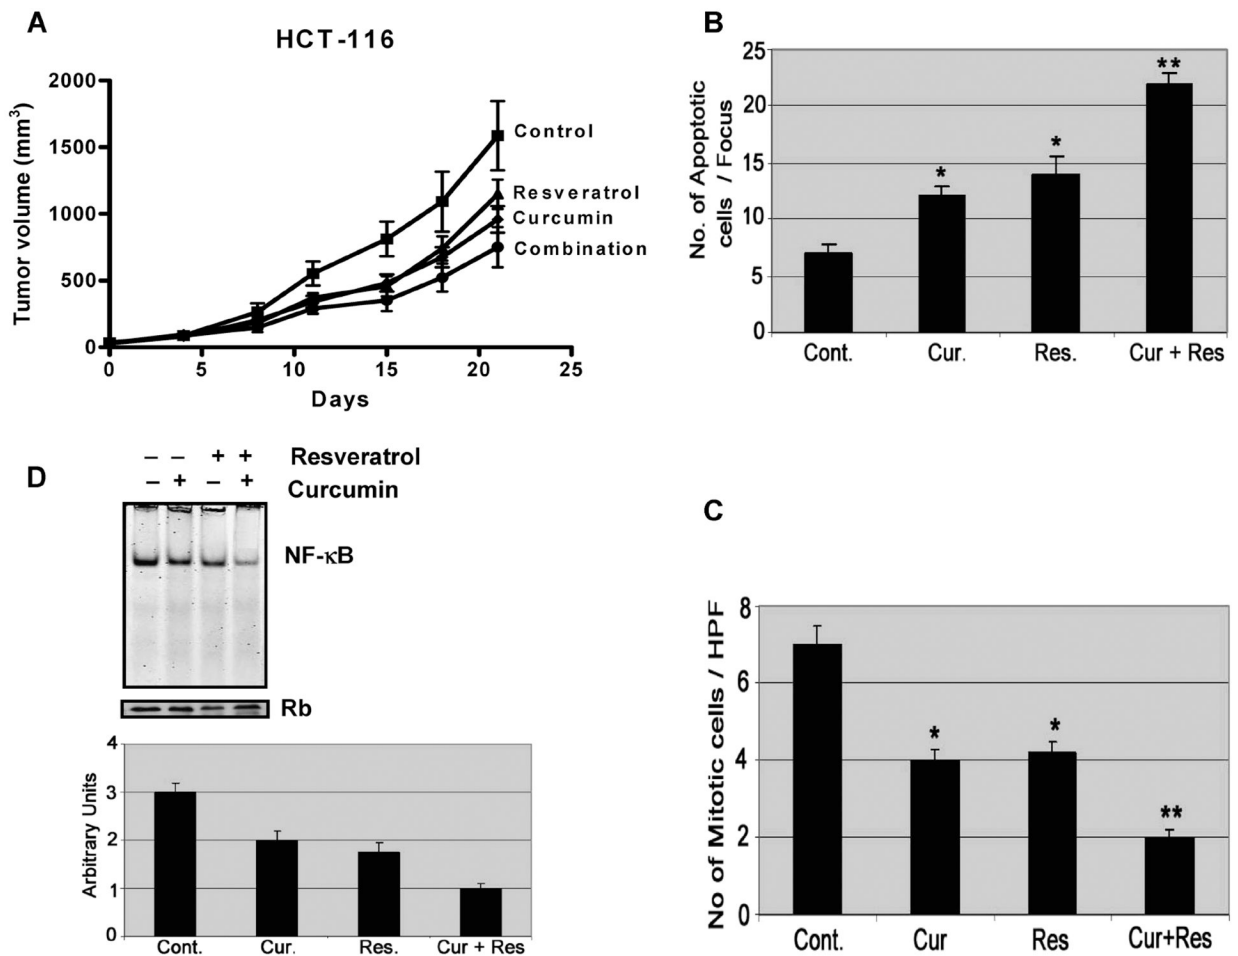 A
HCT-116
Tumor volume (mm³)
2000
1500
1000
500
0
0 5 10 15 20 25
Days
Control
Resveratrol
Curcumin
Combination
B
No. of Apoptotic
cells / Focus
25
20
15
10
5
0
*
*
**
Cont. Cur. Res. Cur + Res
D
– – + + Resveratrol
– + – + Curcumin
NF-κB
Rb
Arbitrary Units
4
3
2
1
0
Cont. Cur. Res. Cur + Res
C
No of Mitotic cells / HPF
8
6
4
2
0
*
*
**
Cont. Cur Res Cur+Res